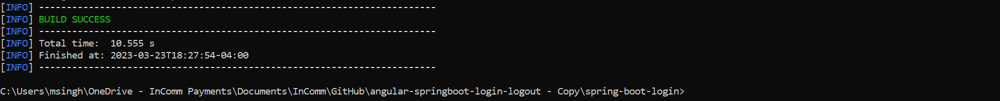 [INFO] ------------------------------------------------------------------------
[INFO] BUILD SUCCESS
[INFO] ------------------------------------------------------------------------
[INFO] Total time:  10.555 s
[INFO] Finished at: 2023-03-23T18:27:54-04:00
[INFO] ------------------------------------------------------------------------
C:\Users\msingh\OneDrive - InComm Payments\Documents\InComm\GitHub\angular-springboot-login-logout - Copy\spring-boot-login>